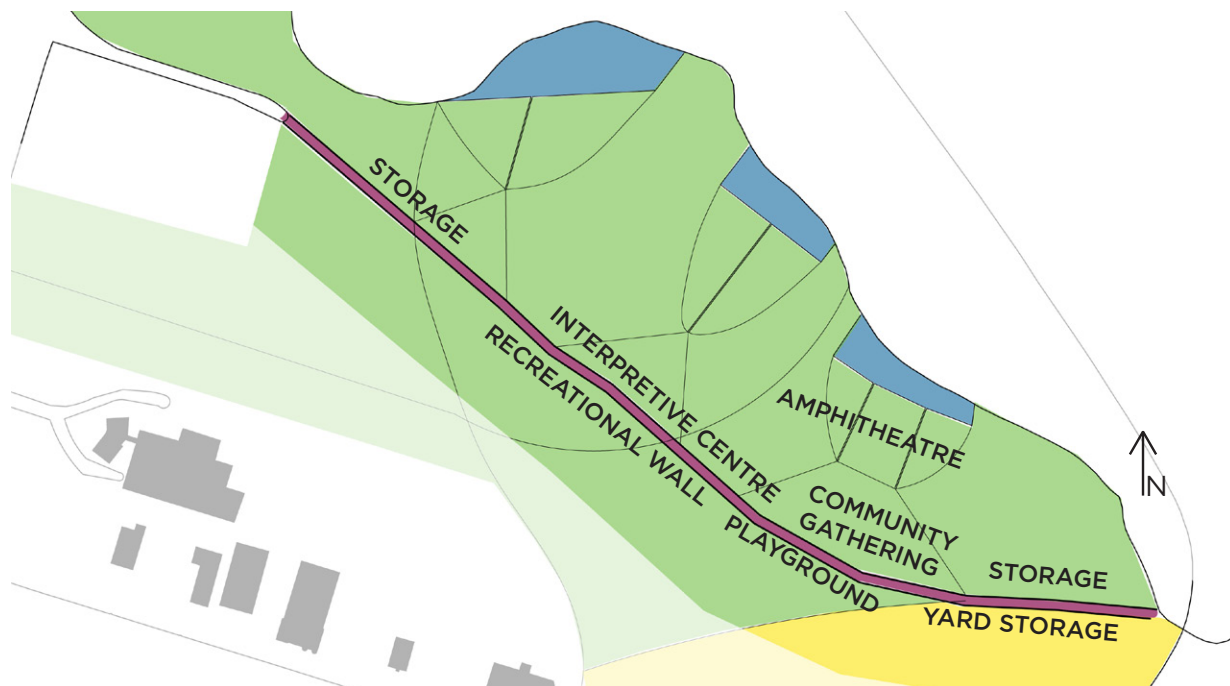 STORAGE
INTERPRETIVE CENTRE
RECREATIONAL WALL
AMPHITHEATRE
COMMUNITY
GATHERING
PLAYGROUND
STORAGE
YARD STORAGE
N